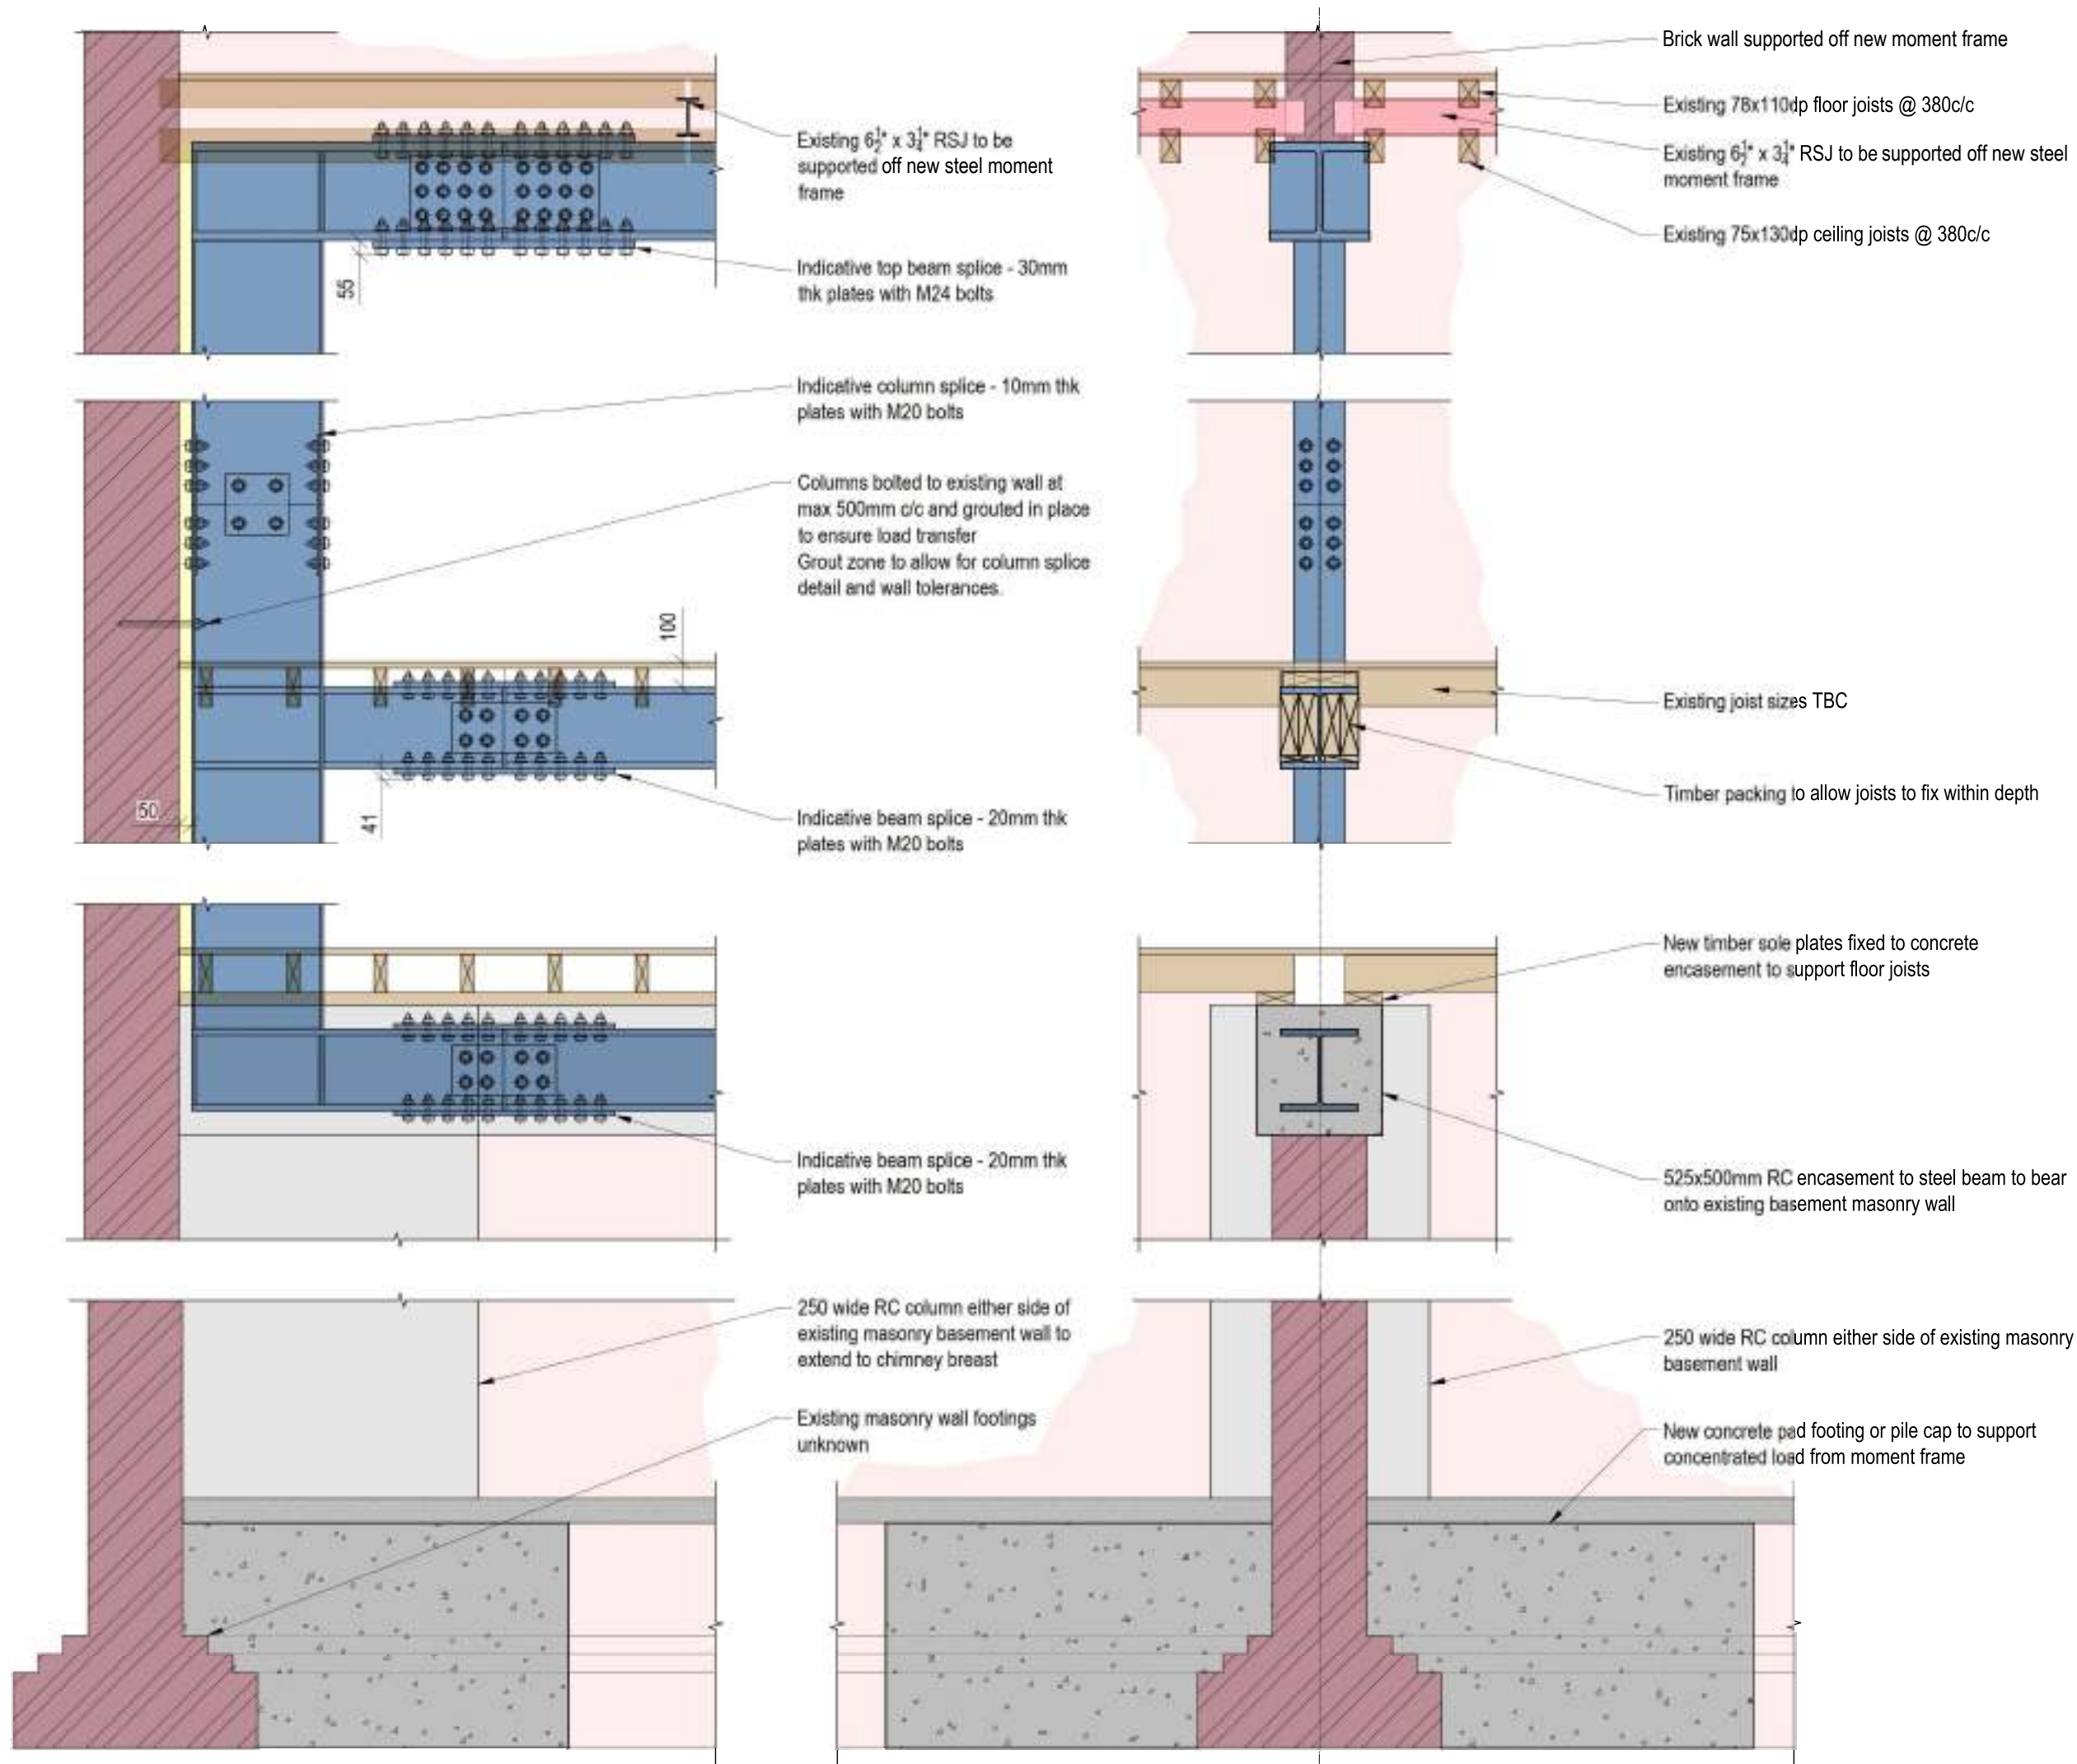 Existing 6½" x 3¼" RSJ to be
supported off new steel moment
frame
Indicative top beam splice - 30mm
thk plates with M24 bolts
55
Indicative column splice - 10mm thk
plates with M20 bolts
Columns bolted to existing wall at
max 500mm c/c and grouted in place
to ensure load transfer
Grout zone to allow for column splice
detail and wall tolerances.
100
50
41
Indicative beam splice - 20mm thk
plates with M20 bolts
Indicative beam splice - 20mm thk
plates with M20 bolts
250 wide RC column either side of
existing masonry basement wall to
extend to chimney breast
Existing masonry wall footings
unknown
Brick wall supported off new moment frame
Existing 78x110dp floor joists @ 380c/c
Existing 6½" x 3¼" RSJ to be supported off new steel
moment frame
Existing 75x130dp ceiling joists @ 380c/c
Existing joist sizes TBC
Timber packing to allow joists to fix within depth
New timber sole plates fixed to concrete
encasement to support floor joists
525x500mm RC encasement to steel beam to bear
onto existing basement masonry wall
250 wide RC column either side of existing masonry
basement wall
New concrete pad footing or pile cap to support
concentrated load from moment frame